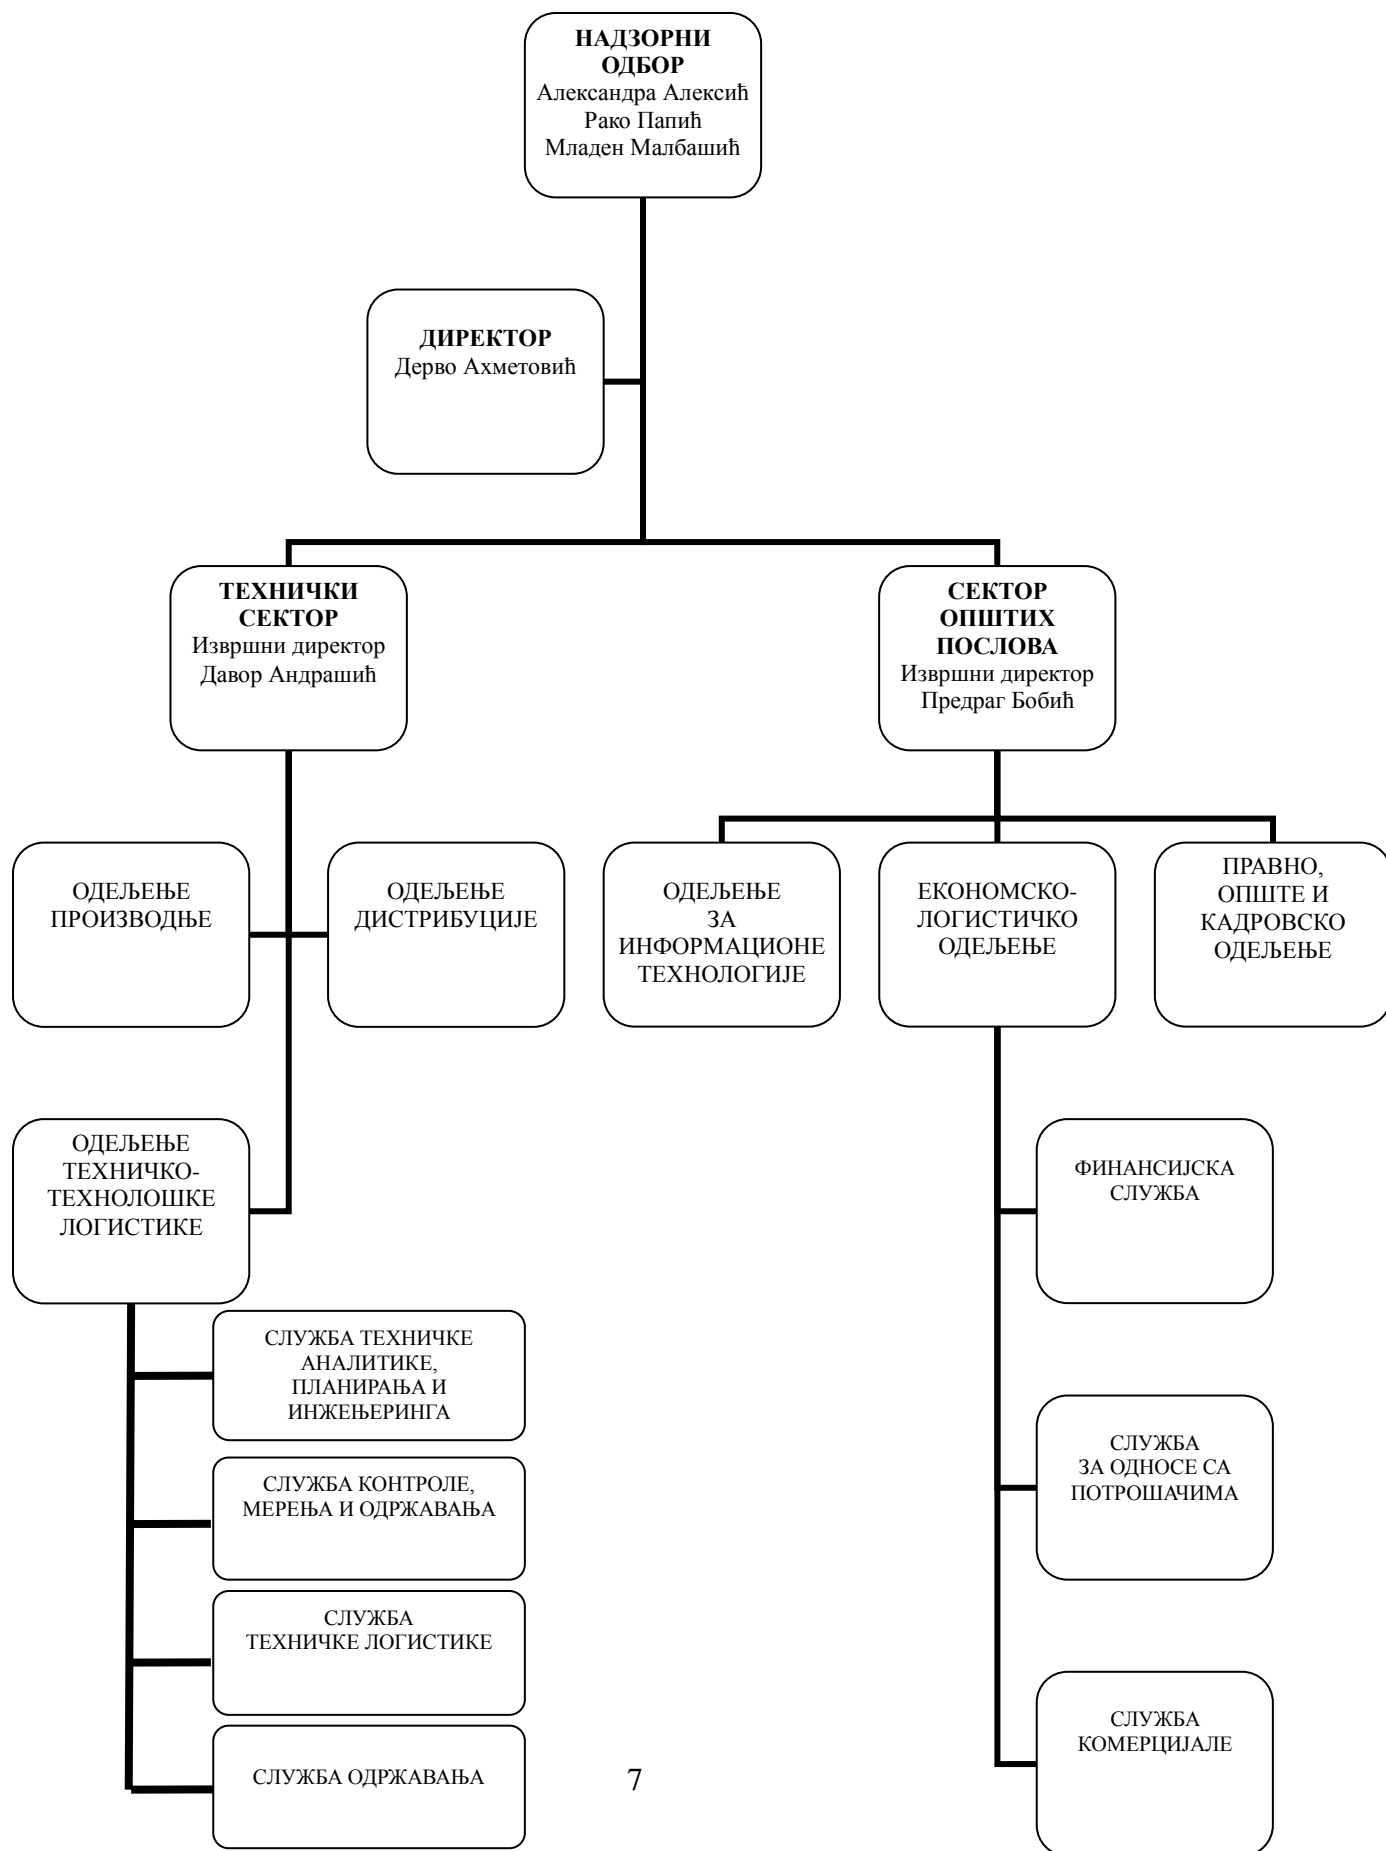 НАДЗОРНИ
ОДБОР
Александра Алексић
Рако Папић
Младен Малбашић
ДИРЕКТОР
Дерво Ахметовић
ТЕХНИЧКИ
СЕКТОР
Извршни директор
Давор Андрашић
СЕКТОР
ОПШТИХ
ПОСЛОВА
Извршни директор
Предраг Бобић
ОДЕЉЕЊЕ
ПРОИЗВОДЊЕ
ОДЕЉЕЊЕ
ДИСТРИБУЦИЈЕ
ОДЕЉЕЊЕ
ЗА
ИНФОРМАЦИОНЕ
ТЕХНОЛОГИЈЕ
ЕКОНОМСКО-
ЛОГИСТИЧКО
ОДЕЉЕЊЕ
ПРАВНО,
ОПШТЕ И
КАДРОВСКО
ОДЕЉЕЊЕ
ОДЕЉЕЊЕ
ТЕХНИЧКО-
ТЕХНОЛОШКЕ
ЛОГИСТИКЕ
СЛУЖБА ТЕХНИЧКЕ
АНАЛИТИКЕ,
ПЛАНИРАЊА И
ИНЖЕЊЕРИНГА
СЛУЖБА КОНТРОЛЕ,
МЕРЕЊА И ОДРЖАВАЊА
СЛУЖБА
ТЕХНИЧКЕ ЛОГИСТИКЕ
СЛУЖБА ОДРЖАВАЊА
ФИНАНСИЈСКА
СЛУЖБА
СЛУЖБА
ЗА ОДНОСЕ СА
ПОТРОШАЧИМА
СЛУЖБА
КОМЕРЦИЈАЛЕ
7